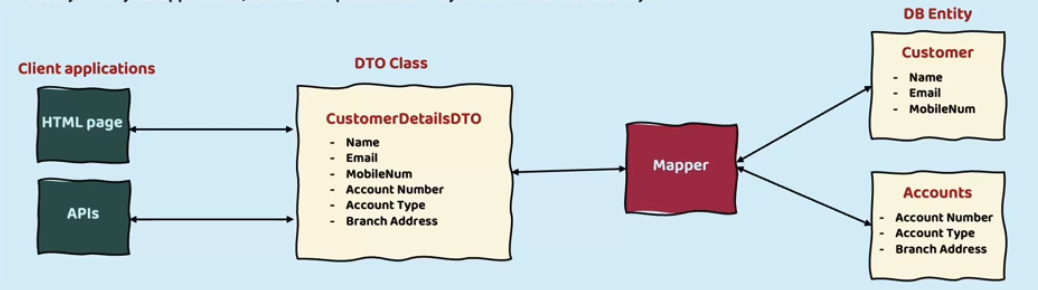 Client applications
HTML page
APIs
DTO Class
CustomerDetailsDTO
- Name
- Email
- MobileNum
- Account Number
- Account Type
- Branch Address
Mapper
DB Entity
Customer
- Name
- Email
- MobileNum
Accounts
- Account Number
- Account Type
- Branch Address